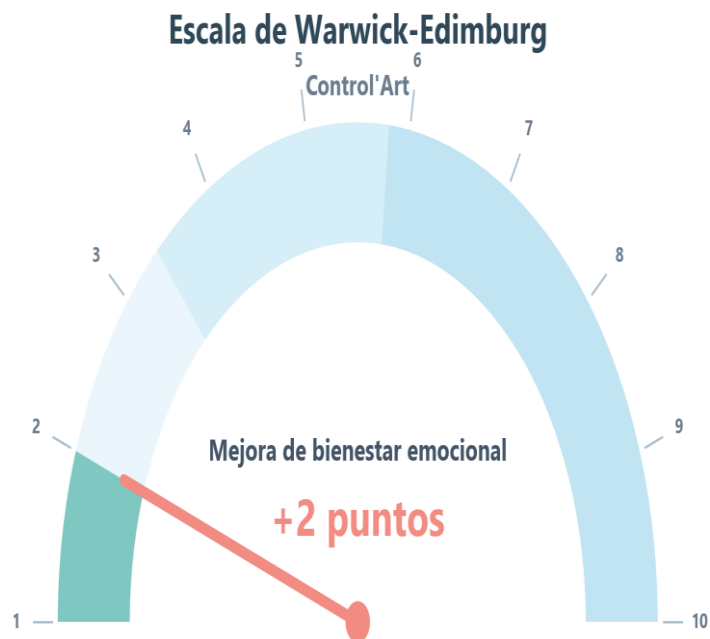 Escala de Warwick-Edimburg
5
6
Control'Art
4
7
3
8
2
9
Mejora de bienestar emocional
+2 puntos
1
10